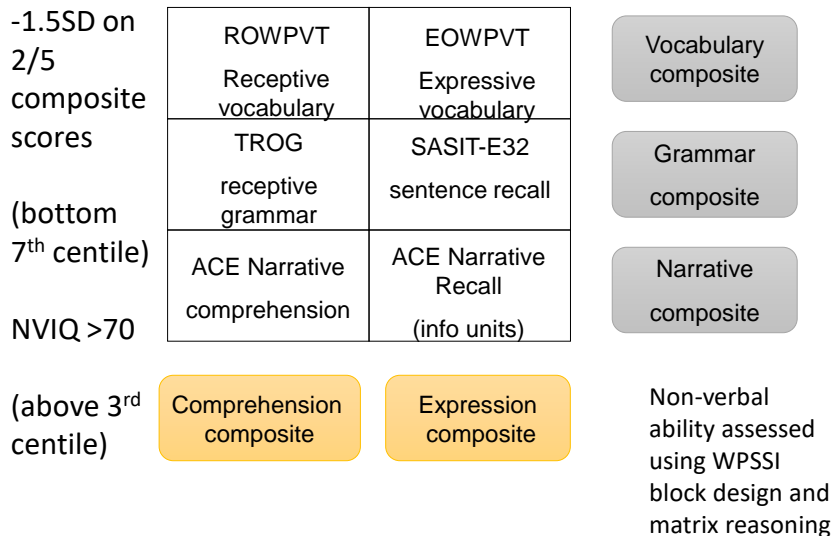 -1.5SD on
2/5
composite
scores
(bottom
7th centile)
NVIQ >70
(above 3rd
centile)
ROWPVT
Receptive
vocabulary
EOWPVT
Expressive
vocabulary
TROG
receptive
grammar
SASIT-E32
sentence recall
ACE Narrative
comprehension
ACE Narrative
Recall
(info units)
Vocabulary
composite
Grammar
composite
Narrative
composite
Comprehension
composite
Expression
composite
Non-verbal
ability assessed
using WPSSI
block design and
matrix reasoning